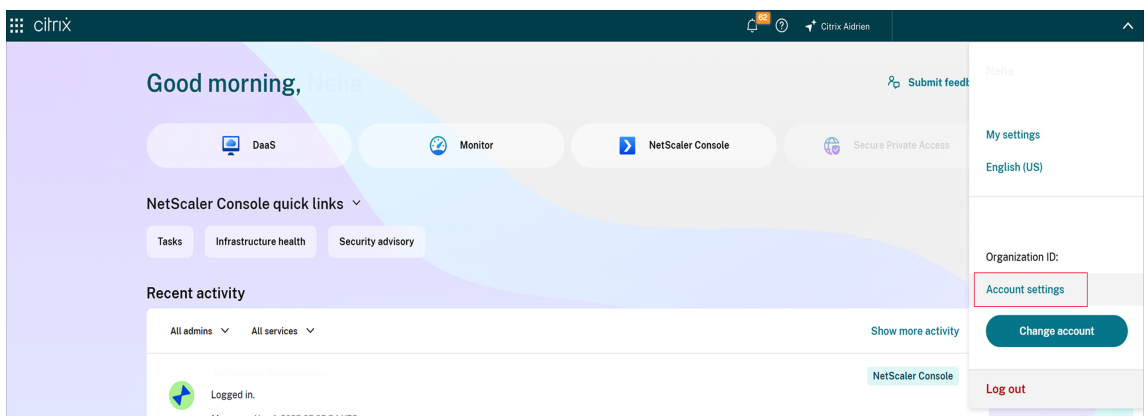 citrix
62
Citrix Aidrien
Good morning, Neha
Submit feedb
Neha
DaaS
Monitor
NetScaler Console
Secure Private Access
My settings
English (US)
NetScaler Console quick links
Tasks
Infrastructure health
Security advisory
Organization ID:
Account settings
Recent activity
All admins
All services
Show more activity
Change account
NetScaler Console
Logged in.
Log out